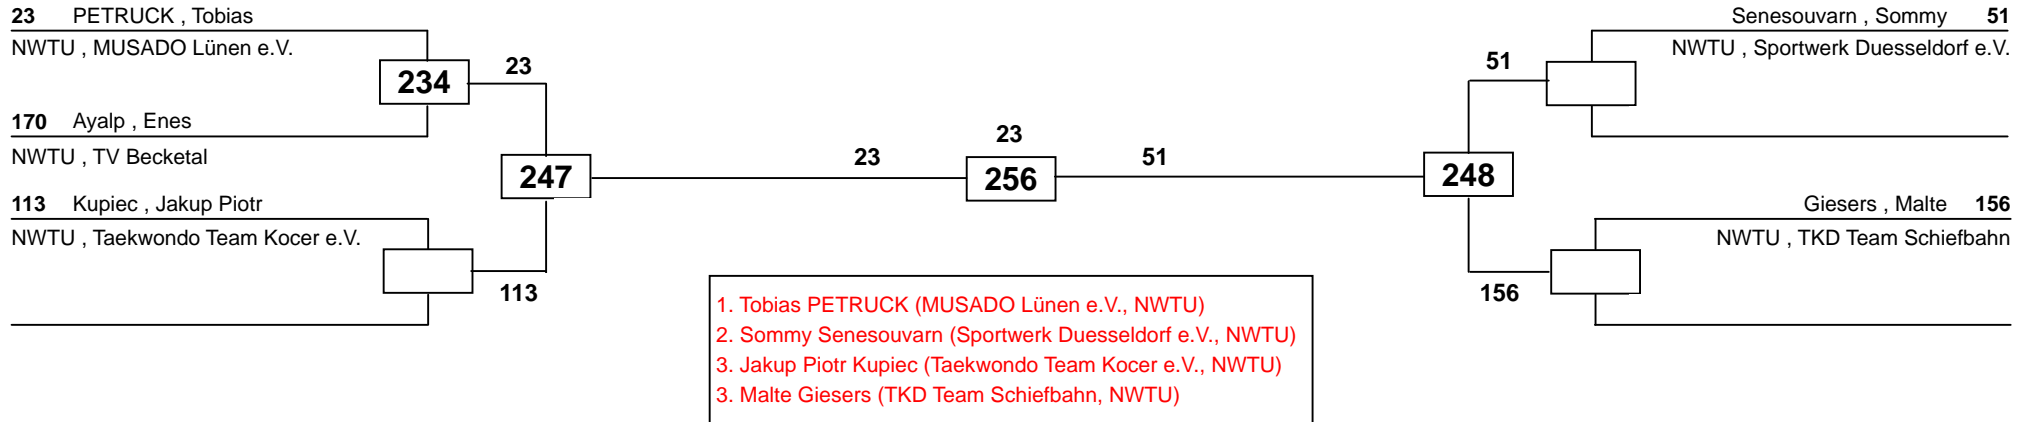 23 PETRUCK , Tobias
NWTU , MUSADO Lünen e.V.
234
23
170 Ayalp , Enes
NWTU , TV Becketal
247
113 Kupiec , Jakup Piotr
NWTU , Taekwondo Team Kocer e.V.
113
23
23
256
51
Senesouvarn , Sommy 51
NWTU , Sportwerk Duesseldorf e.V.
51
248
Giesers , Malte 156
NWTU , TKD Team Schiefbahn
156
1. Tobias PETRUCK (MUSADO Lünen e.V., NWTU)
2. Sommy Senesouvarn (Sportwerk Duesseldorf e.V., NWTU)
3. Jakup Piotr Kupiec (Taekwondo Team Kocer e.V., NWTU)
3. Malte Giesers (TKD Team Schiefbahn, NWTU)